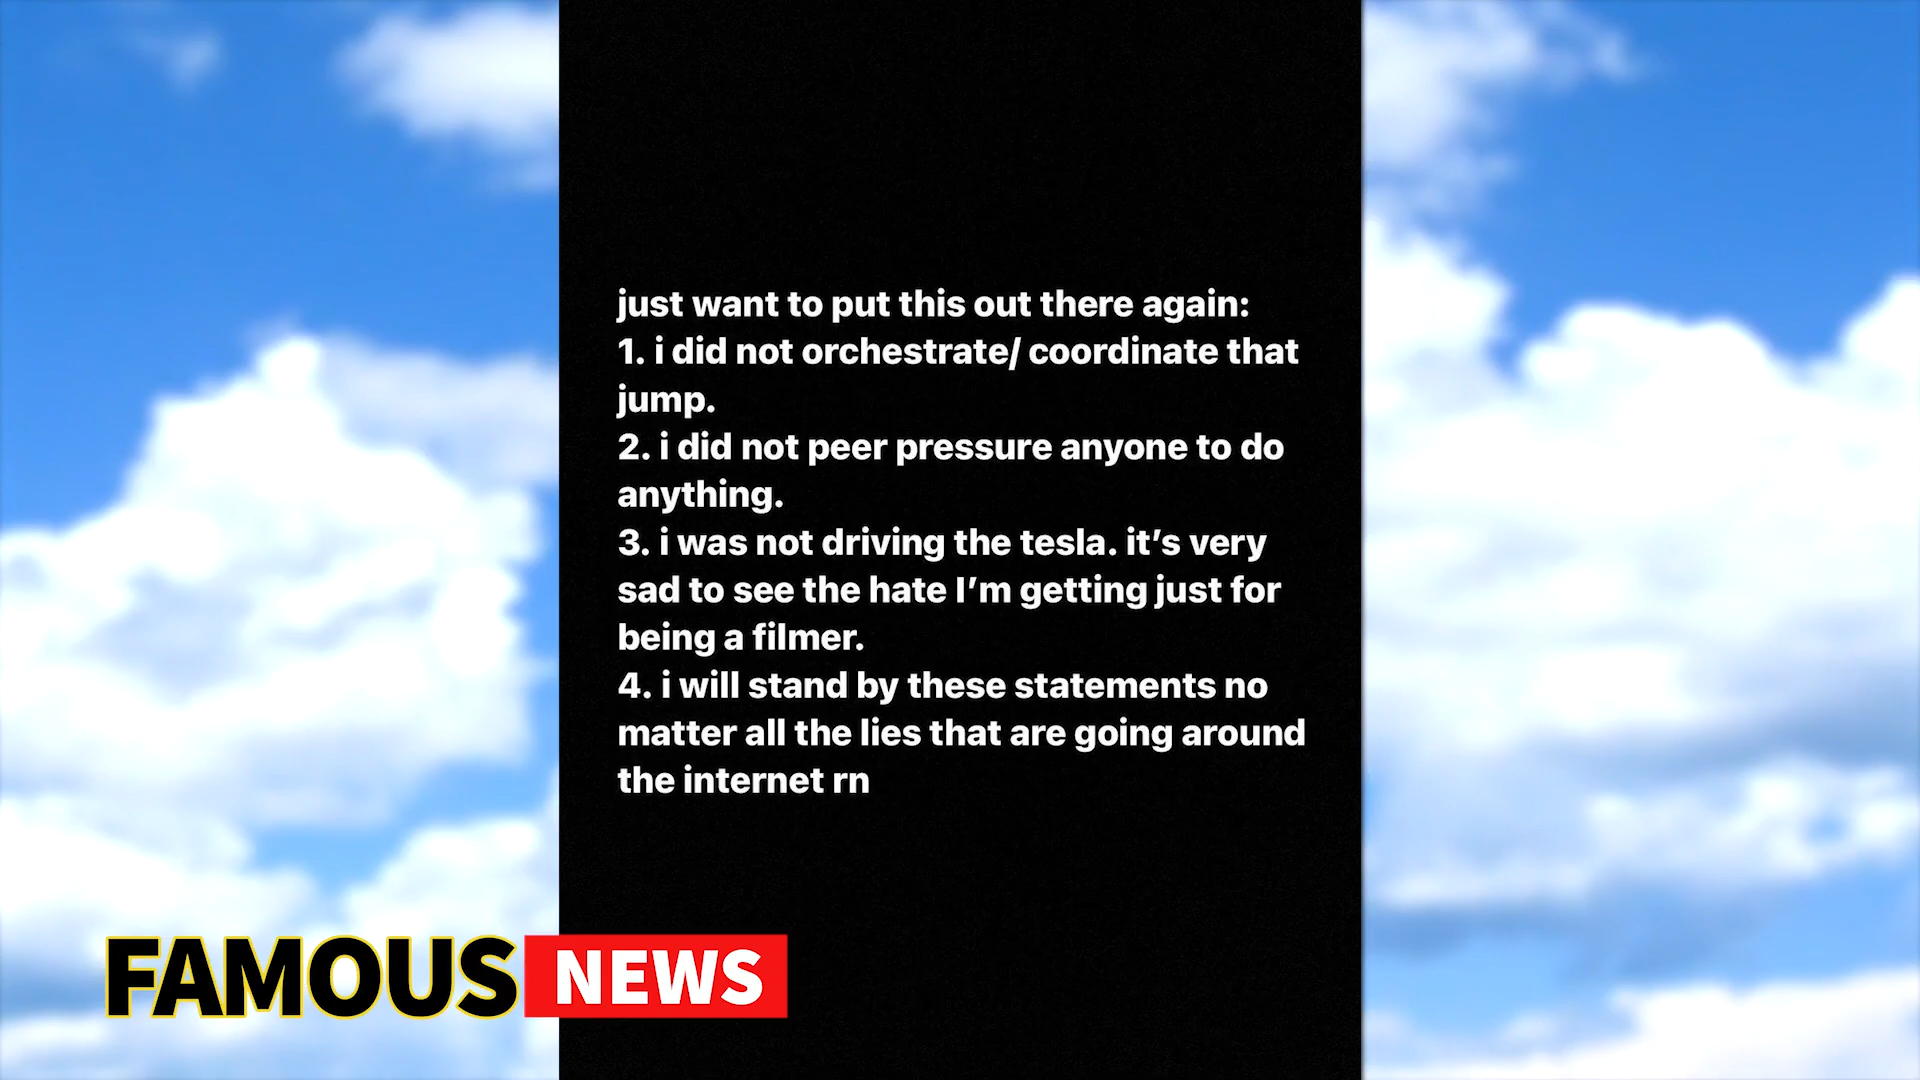 just want to put this out there again:
1. i did not orchestrate/ coordinate that
jump.
2. i did not peer pressure anyone to do
anything.
3. i was not driving the tesla. it’s very
sad to see the hate I’m getting just for
being a filmer.
4. i will stand by these statements no
matter all the lies that are going around
the internet rn
FAMOUS NEWS